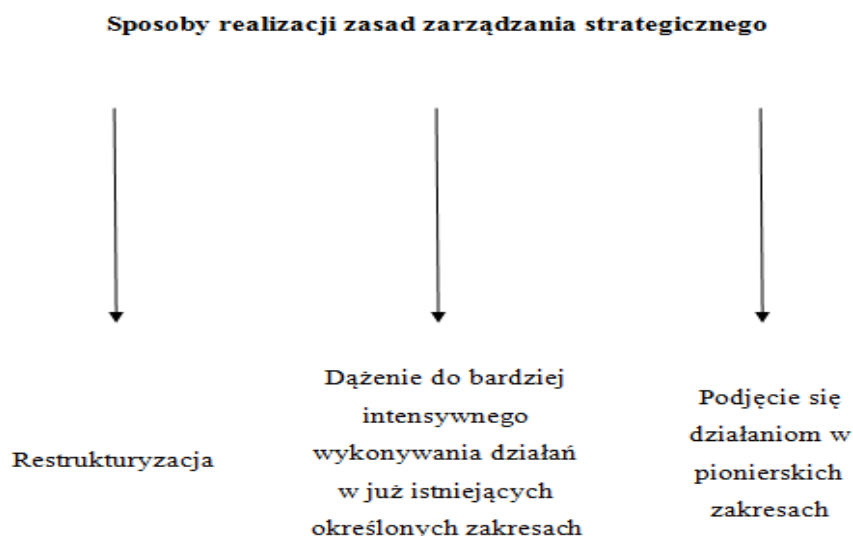 Sposoby realizacji zasad zarządzania strategicznego
Restrukturyzacja
Dążenie do bardziej
intensywnego
wykonywania działań
w już istniejących
określonych zakresach
Podjęcie się
działaniom w
pionierskich
zakresach